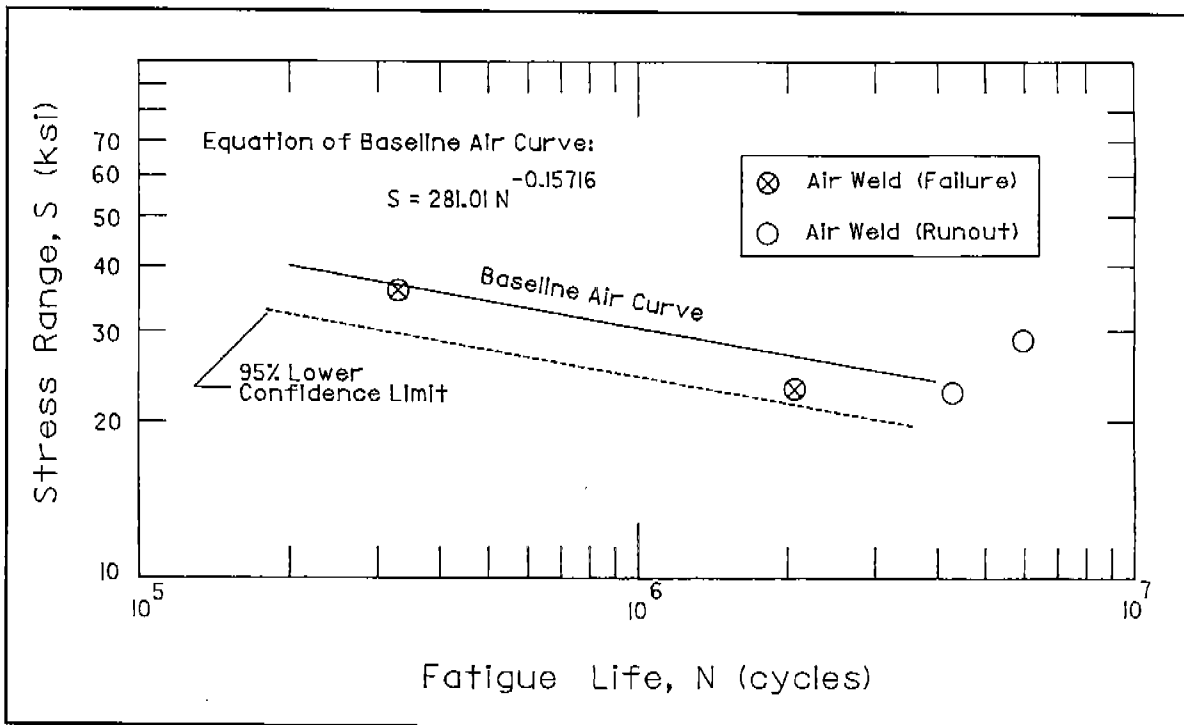 Stress Range, S (ksi)
70
60
50
40
30
20
10
Equation of Baseline Air Curve:
S = 281.01 N^-0.15716
Air Weld (Failure)
Air Weld (Runout)
Baseline Air Curve
95% Lower
Confidence Limit
10^5
10^6
10^7
Fatigue Life, N (cycles)